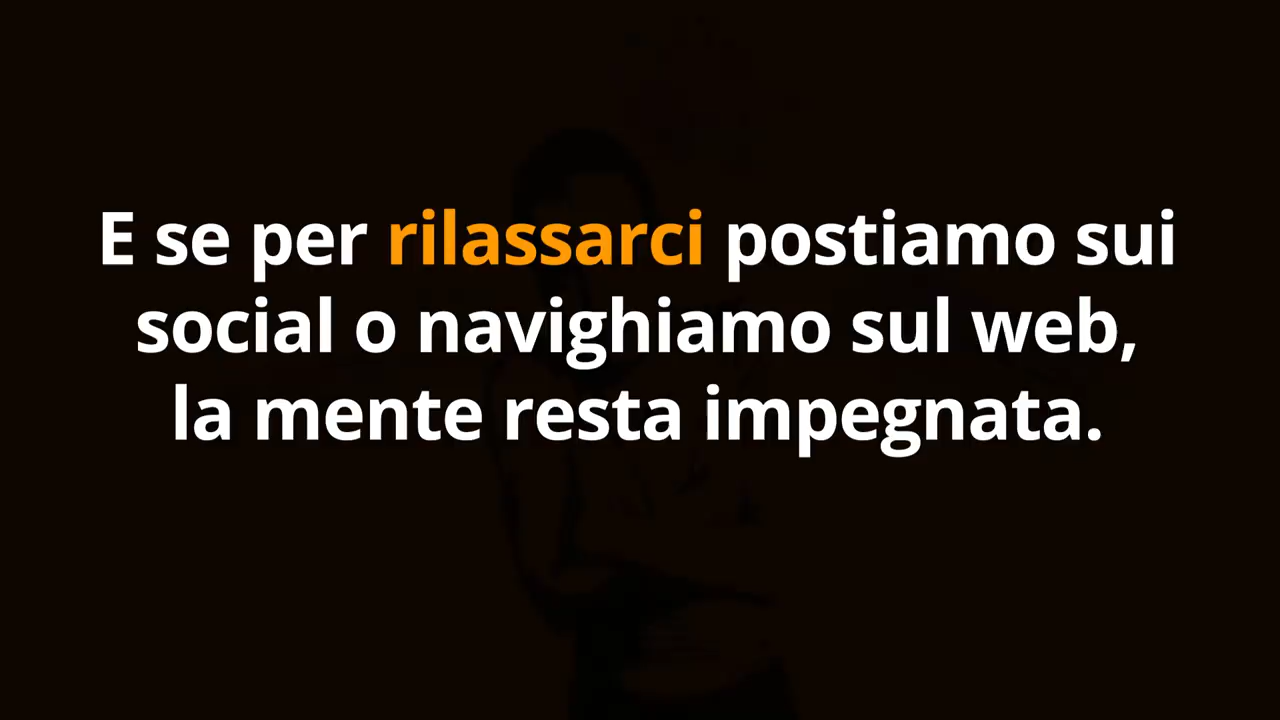 E se per rilassarci postiamo sui
social o navighiamo sul web,
la mente resta impegnata.